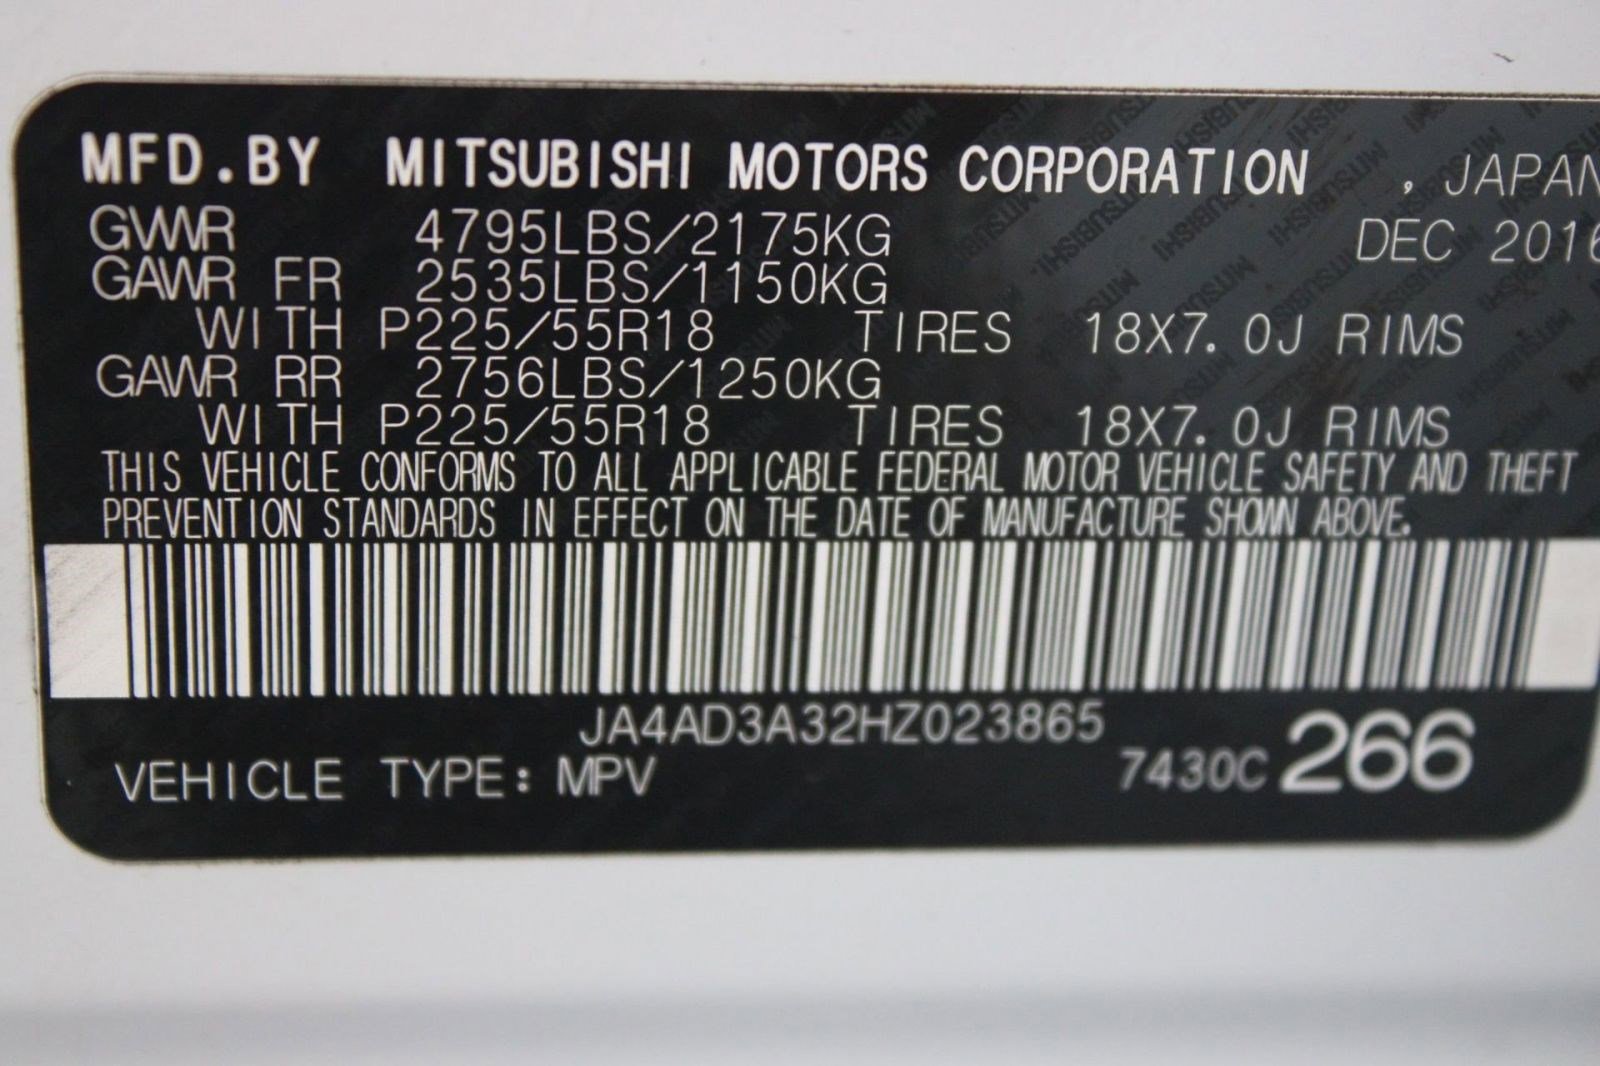 MFD.BY MITSUBISHI MOTORS CORPORATION , JAPAN
GVWR 4795LBS/2175KG DEC 2016
GAWR FR 2535LBS/1150KG
WITH P225/55R18 TIRES 18X7.0J RIMS
GAWR RR 2756LBS/1250KG
WITH P225/55R18 TIRES 18X7.0J RIMS
THIS VEHICLE CONFORMS TO ALL APPLICABLE FEDERAL MOTOR VEHICLE SAFETY AND THEFT
PREVENTION STANDARDS IN EFFECT ON THE DATE OF MANUFACTURE SHOWN ABOVE.
JA4AD3A32HZ023865
VEHICLE TYPE: MPV 7430C 266